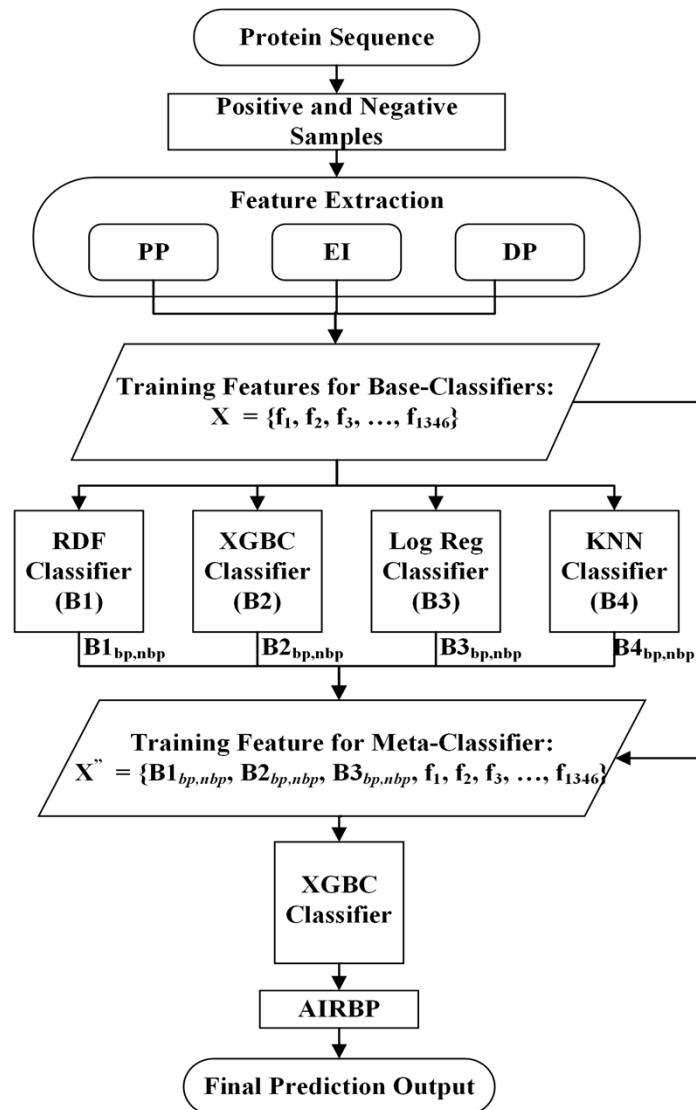 Protein Sequence
Positive and Negative
Samples
Feature Extraction
PP
EI
DP
Training Features for Base-Classifiers:
X = {f₁, f₂, f₃, …, f₁₃₄₆}
RDF
Classifier
(B1)
XGBC
Classifier
(B2)
Log Reg
Classifier
(B3)
KNN
Classifier
(B4)
B1bp,nbp
B2bp,nbp
B3bp,nbp
B4bp,nbp
Training Feature for Meta-Classifier:
X” = {B1bp,nbp, B2bp,nbp, B3bp,nbp, f₁, f₂, f₃, …, f₁₃₄₆}
XGBC
Classifier
AIRBP
Final Prediction Output